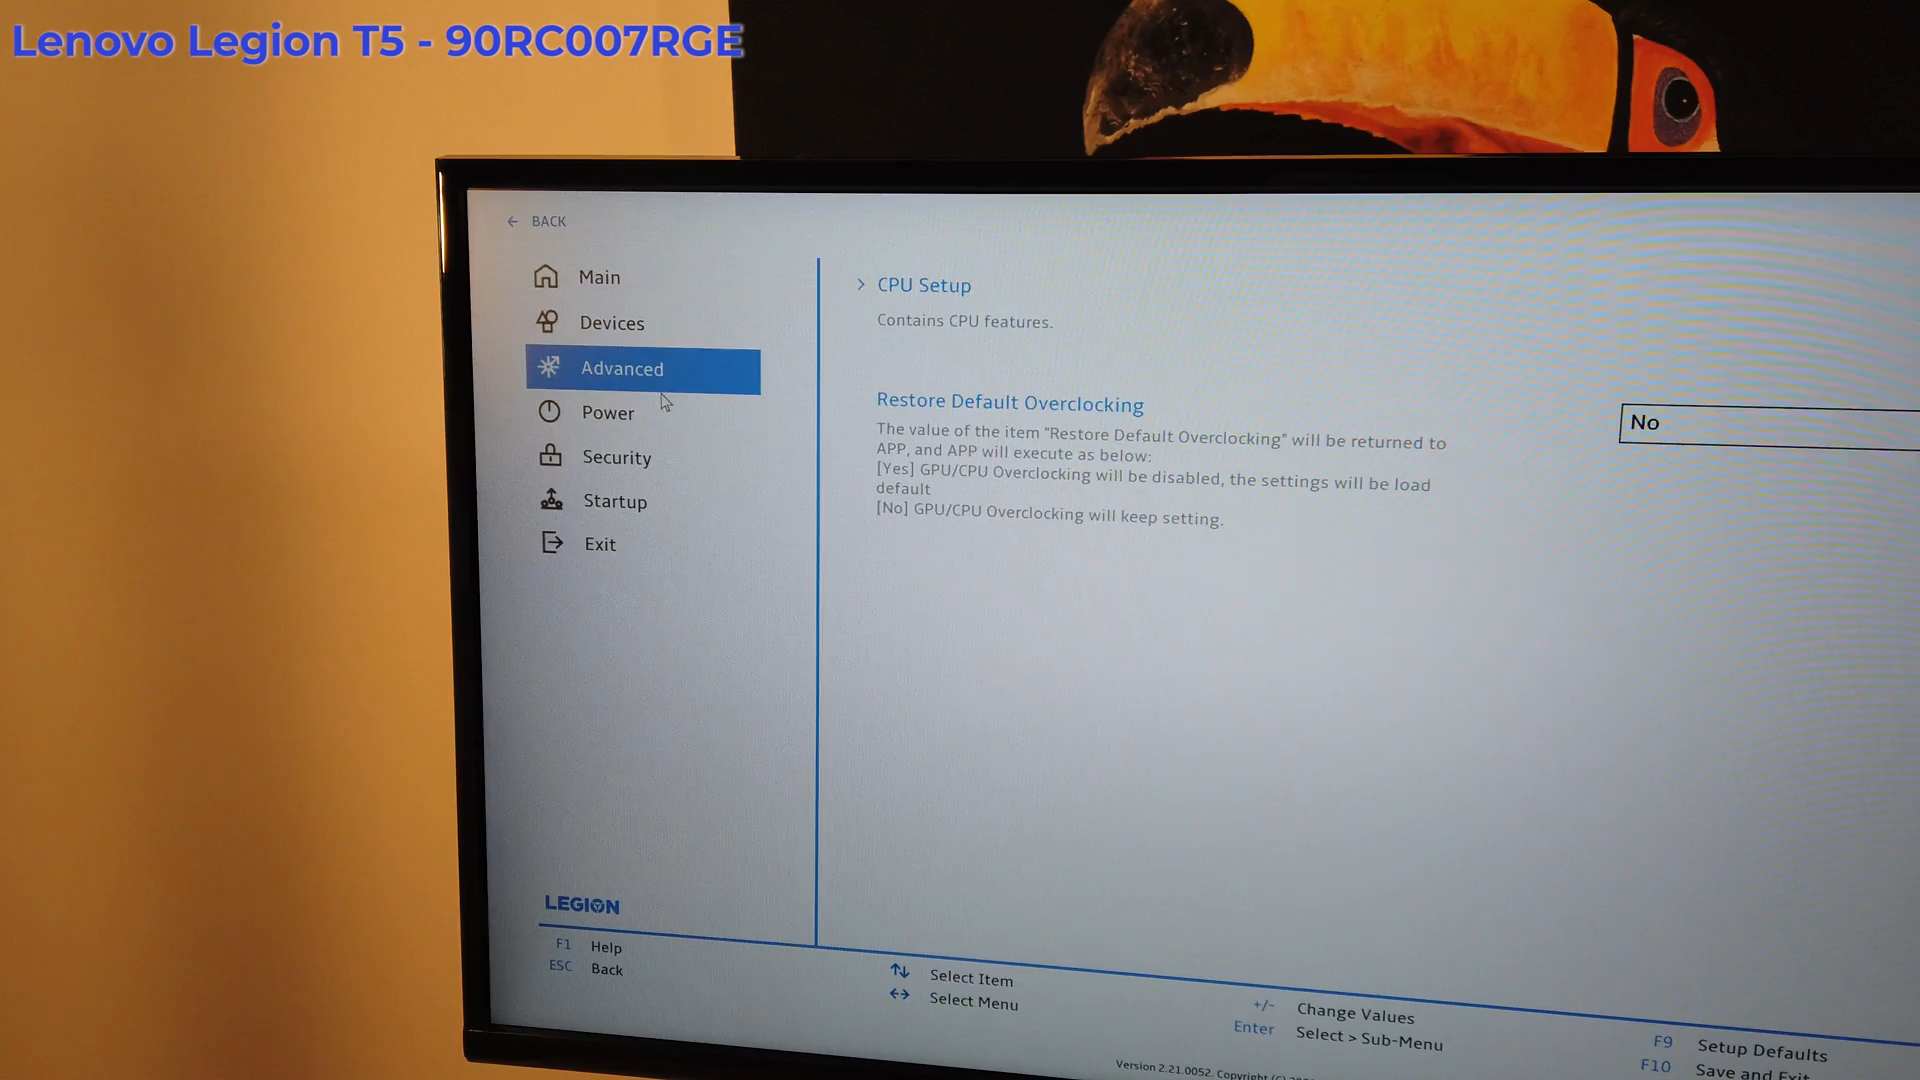 Lenovo Legion T5 - 90RC007RGE
← BACK
Main
Devices
Advanced
Power
Security
Startup
Exit
> CPU Setup
Contains CPU features.
Restore Default Overclocking
No
The value of the item "Restore Default Overclocking" will be returned to
APP, and APP will execute as below:
[Yes] GPU/CPU Overclocking will be disabled, the settings will be load
default
[No] GPU/CPU Overclocking will keep setting.
LEGION
F1 Help
ESC Back
↑↓ Select Item
↔ Select Menu
+/- Change Values
Enter Select > Sub-Menu
F9 Setup Defaults
F10 Save and Exit
Version 2.21.0052. Copyright (C)